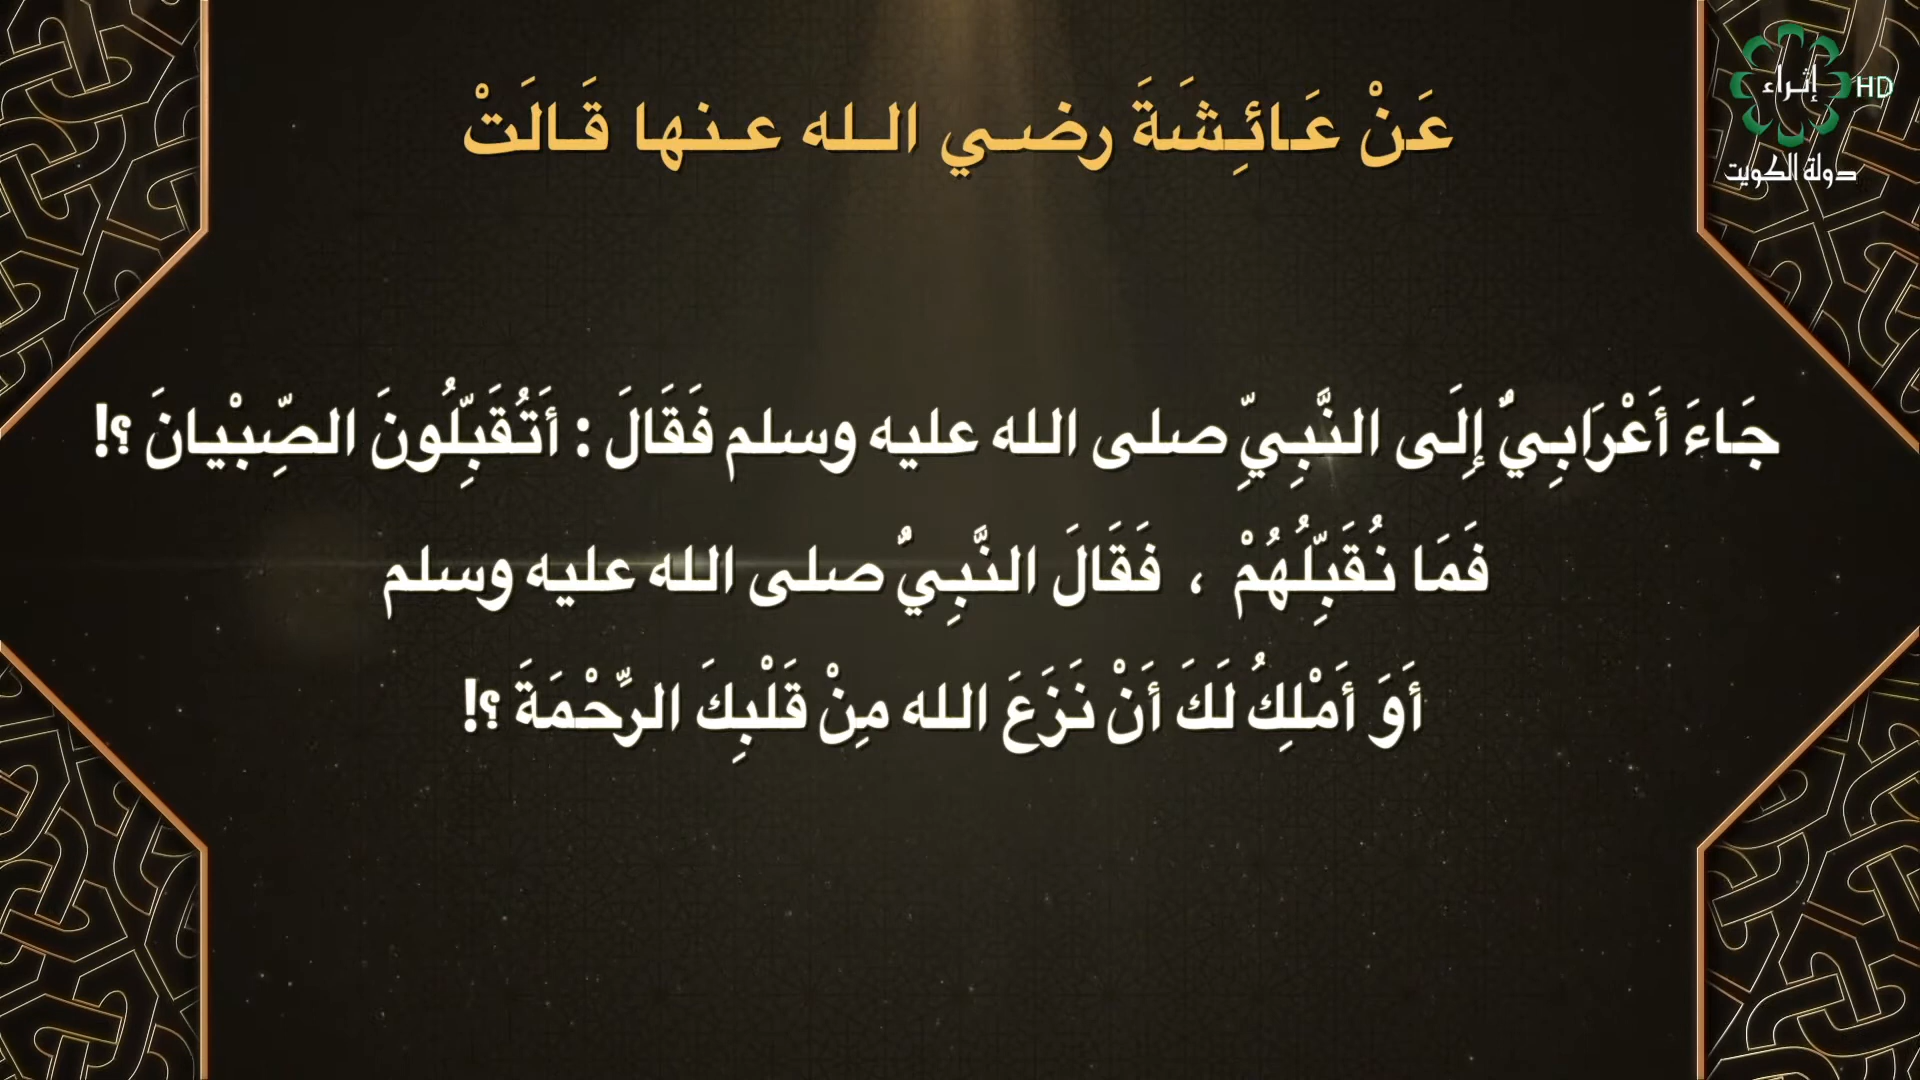 عَنْ عَائِشَةَ رضي الله عنها قَالَتْ
إثراء HD
دولة الكويت
جَاءَ أَعْرَابِيٌّ إِلَى النَّبِيِّ صلى الله عليه وسلم فَقَالَ : أَتُقَبِّلُونَ الصِّبْيانَ ؟!
فَمَا نُقَبِّلُهُمْ ، فَقَالَ النَّبِيُّ صلى الله عليه وسلم
أَوَ أَمْلِكُ لَكَ أَنْ نَزَعَ الله مِنْ قَلْبِكَ الرِّحْمَةَ ؟!